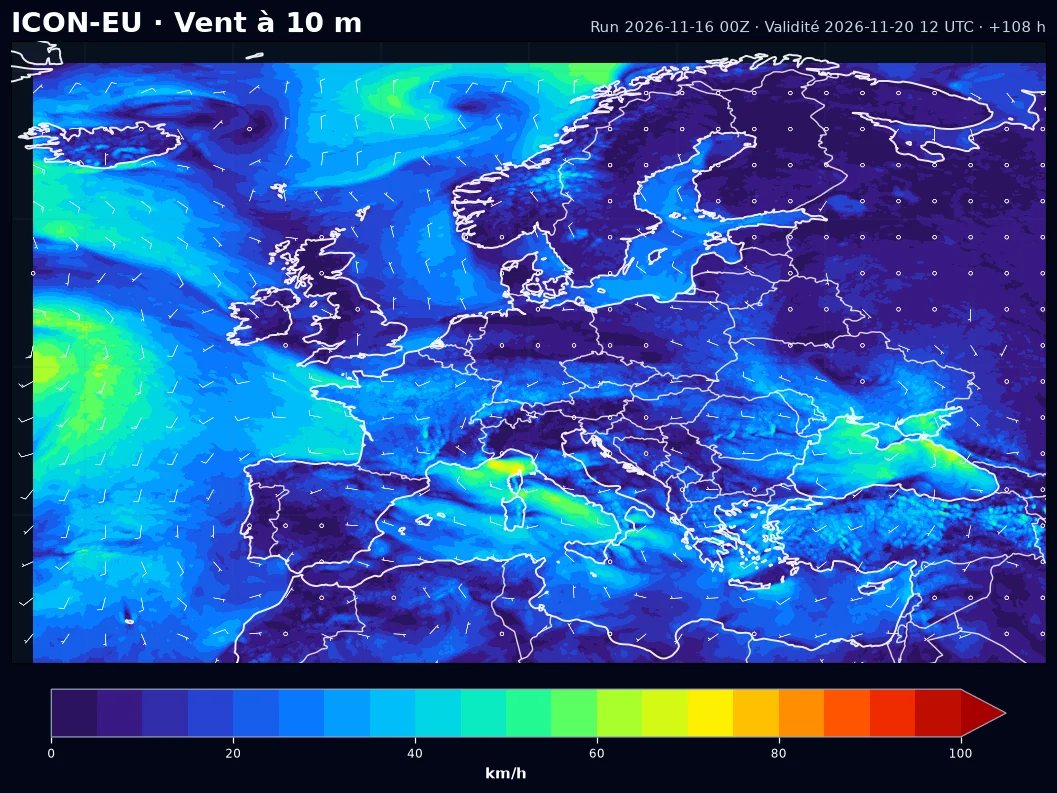 ICON-EU · Vent à 10 m
Run 2026-11-16 00Z · Validité 2026-11-20 12 UTC · +108 h
0 20 40 60 80 100
km/h